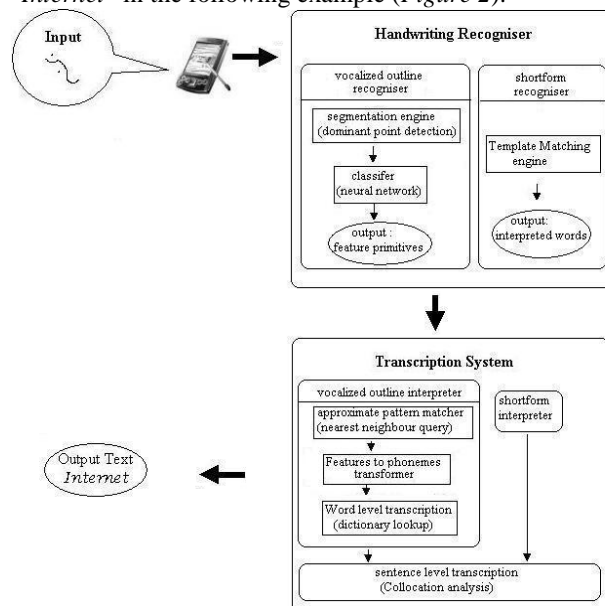 Internet" in the following example (Figure 2).
Input
Handwriting Recogniser
vocalized outline
recogniser
segmentation engine
(dominant point detection)
classifer
(neural network)
output :
feature primitives
shortform
recogniser
Template Matching
engine
output:
interpreted words
Transcription System
vocalized outline interpreter
approximate pattern matcher
(nearest neighbour query)
Features to phonemes
transformer
Word level transcription
(dictionary lookup)
shortform
interpreter
sentence level transcription
(Collocation analysis)
Output Text
Internet